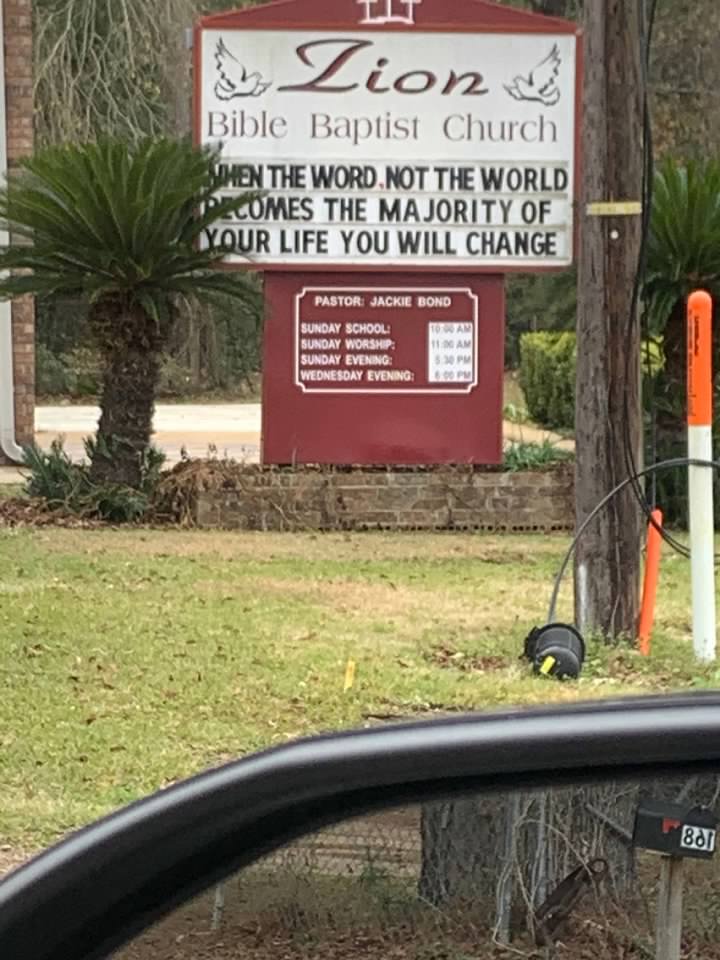 Zion
Bible Baptist Church
WHEN THE WORD, NOT THE WORLD
BECOMES THE MAJORITY OF
YOUR LIFE YOU WILL CHANGE
PASTOR: JACKIE BOND
SUNDAY SCHOOL: 10:00 AM
SUNDAY WORSHIP: 11:00 AM
SUNDAY EVENING: 5:30 PM
WEDNESDAY EVENING: 6:00 PM